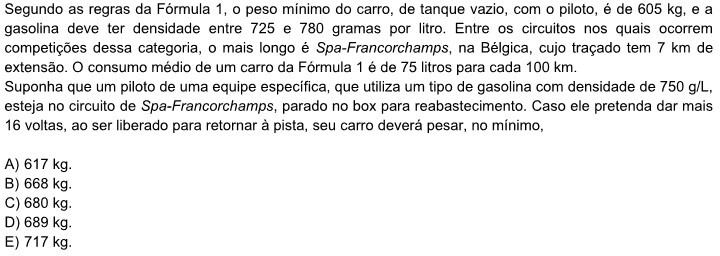 Segundo as regras da Fórmula 1, o peso mínimo do carro, de tanque vazio, com o piloto, é de 605 kg, e a
gasolina deve ter densidade entre 725 e 780 gramas por litro. Entre os circuitos nos quais ocorrem
competições dessa categoria, o mais longo é Spa-Francorchamps, na Bélgica, cujo traçado tem 7 km de
extensão. O consumo médio de um carro da Fórmula 1 é de 75 litros para cada 100 km.
Suponha que um piloto de uma equipe específica, que utiliza um tipo de gasolina com densidade de 750 g/L,
esteja no circuito de Spa-Francorchamps, parado no box para reabastecimento. Caso ele pretenda dar mais
16 voltas, ao ser liberado para retornar à pista, seu carro deverá pesar, no mínimo,
A) 617 kg.
B) 668 kg.
C) 680 kg.
D) 689 kg.
E) 717 kg.